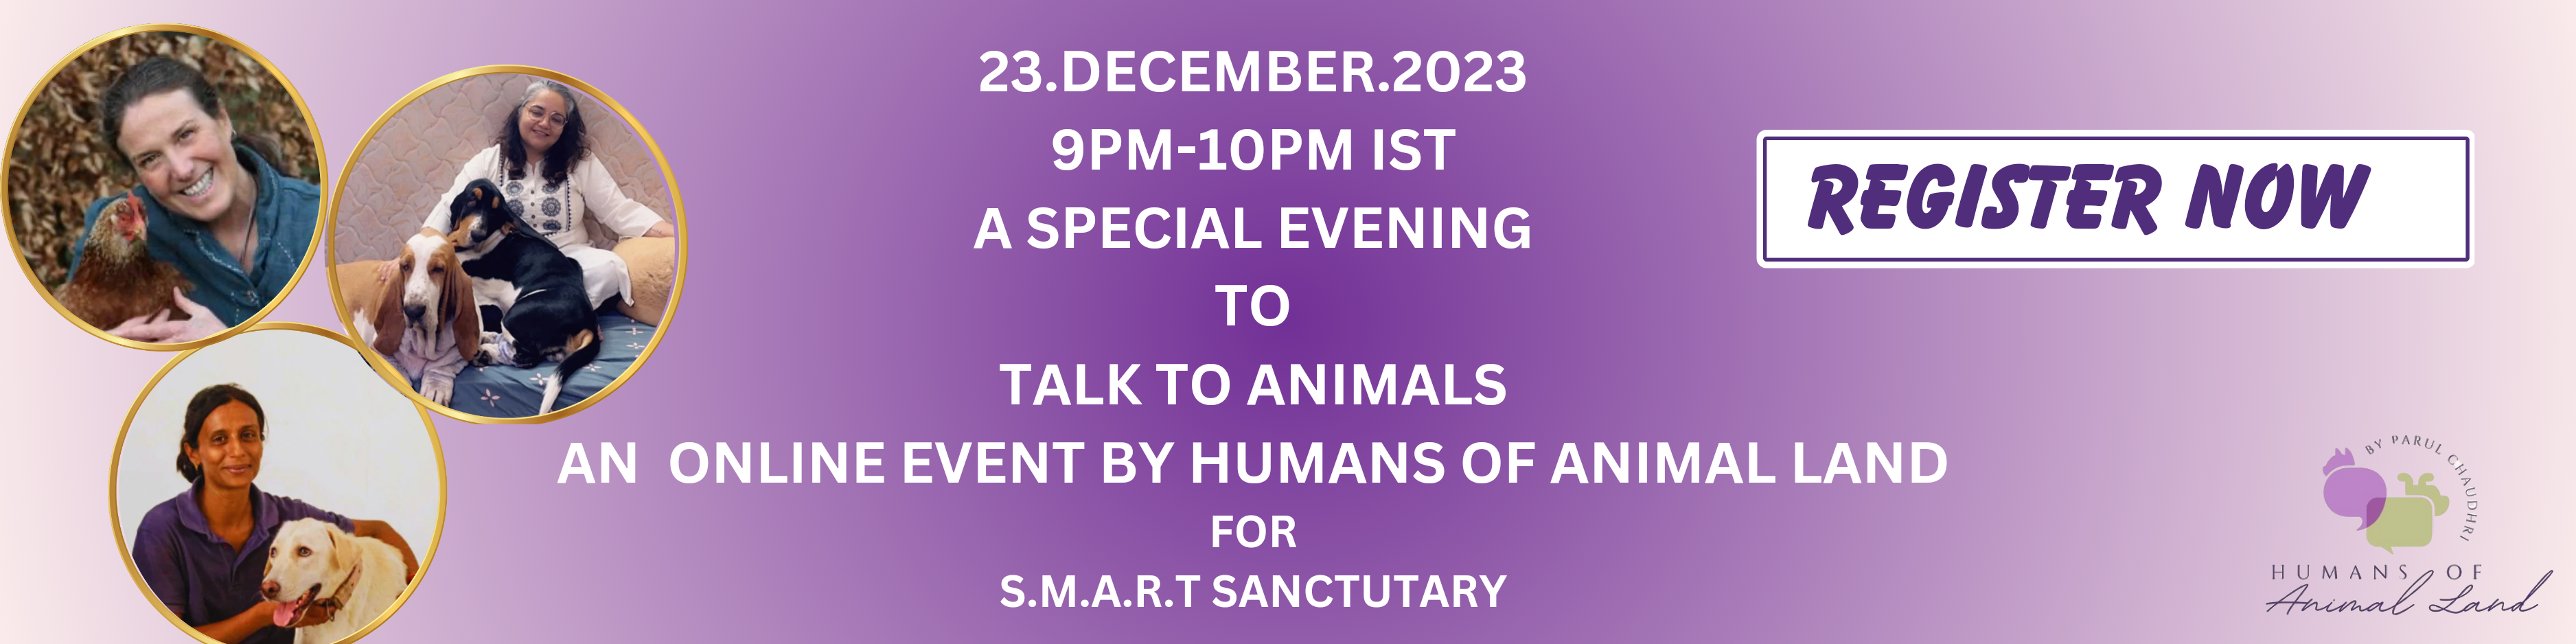 23.DECEMBER.2023
9PM-10PM IST
A SPECIAL EVENING
TO
TALK TO ANIMALS
AN ONLINE EVENT BY HUMANS OF ANIMAL LAND
FOR
S.M.A.R.T SANCTUTARY
REGISTER NOW
BY PARUL CHAUDHRI
HUMANS OF
Animal Land